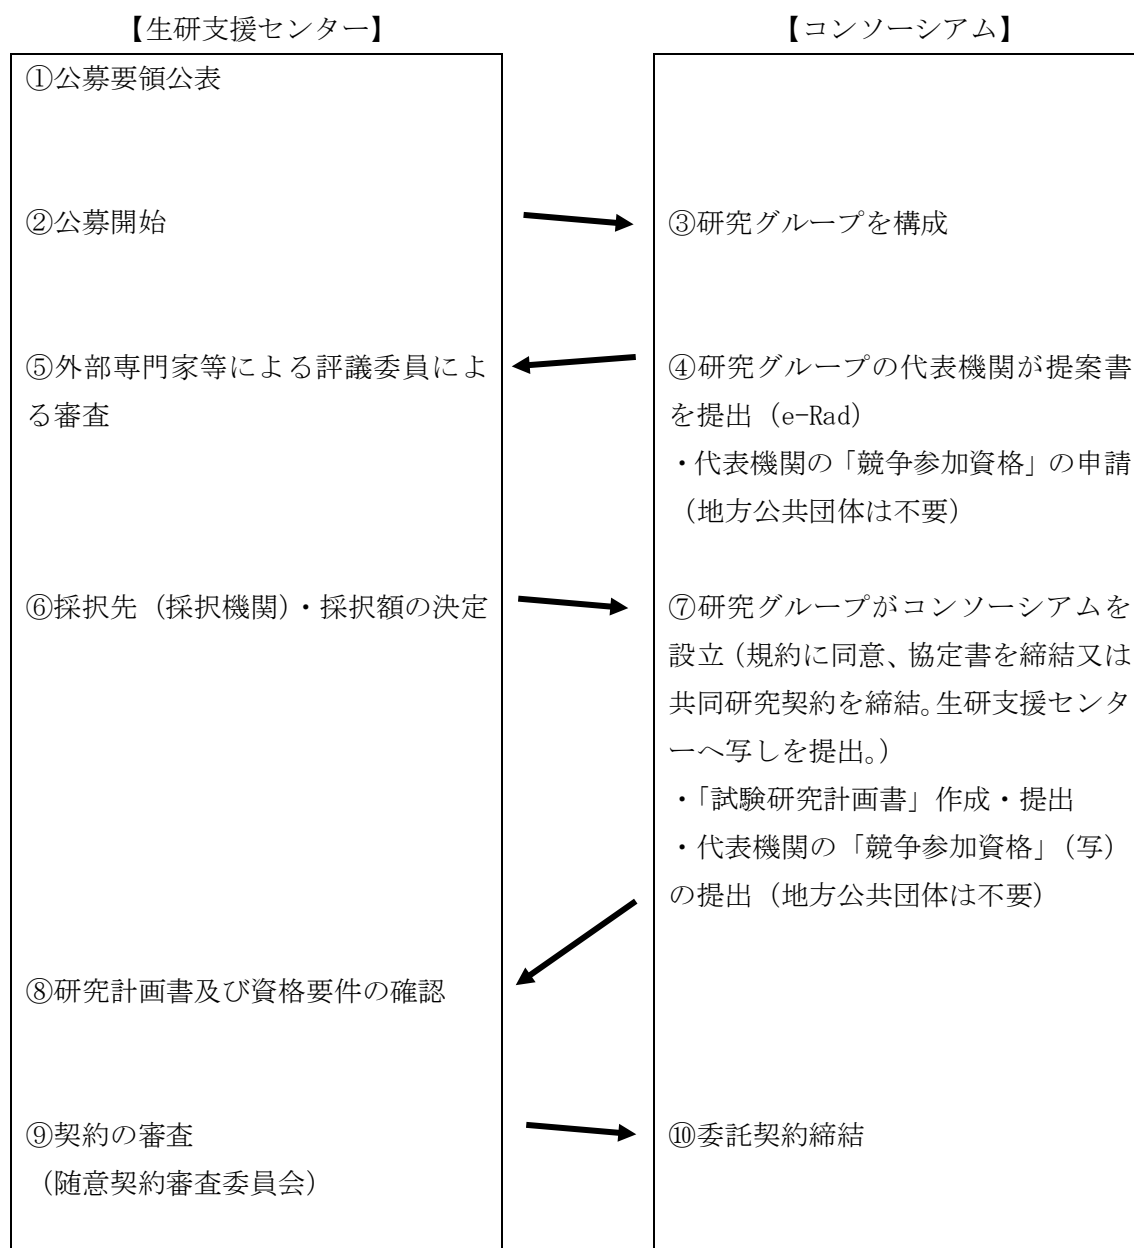 【生研支援センター】
【コンソーシアム】
①公募要領公表
②公募開始
③研究グループを構成
⑤外部専門家等による評議委員によ
る審査
④研究グループの代表機関が提案書
を提出（e-Rad）
・代表機関の「競争参加資格」の申請
（地方公共団体は不要）
⑥採択先（採択機関）・採択額の決定
⑦研究グループがコンソーシアムを
設立（規約に同意、協定書を締結又は
共同研究契約を締結。生研支援センタ
ーへ写しを提出。）
・「試験研究計画書」作成・提出
・代表機関の「競争参加資格」（写）
の提出（地方公共団体は不要）
⑧研究計画書及び資格要件の確認
⑨契約の審査
（随意契約審査委員会）
⑩委託契約締結